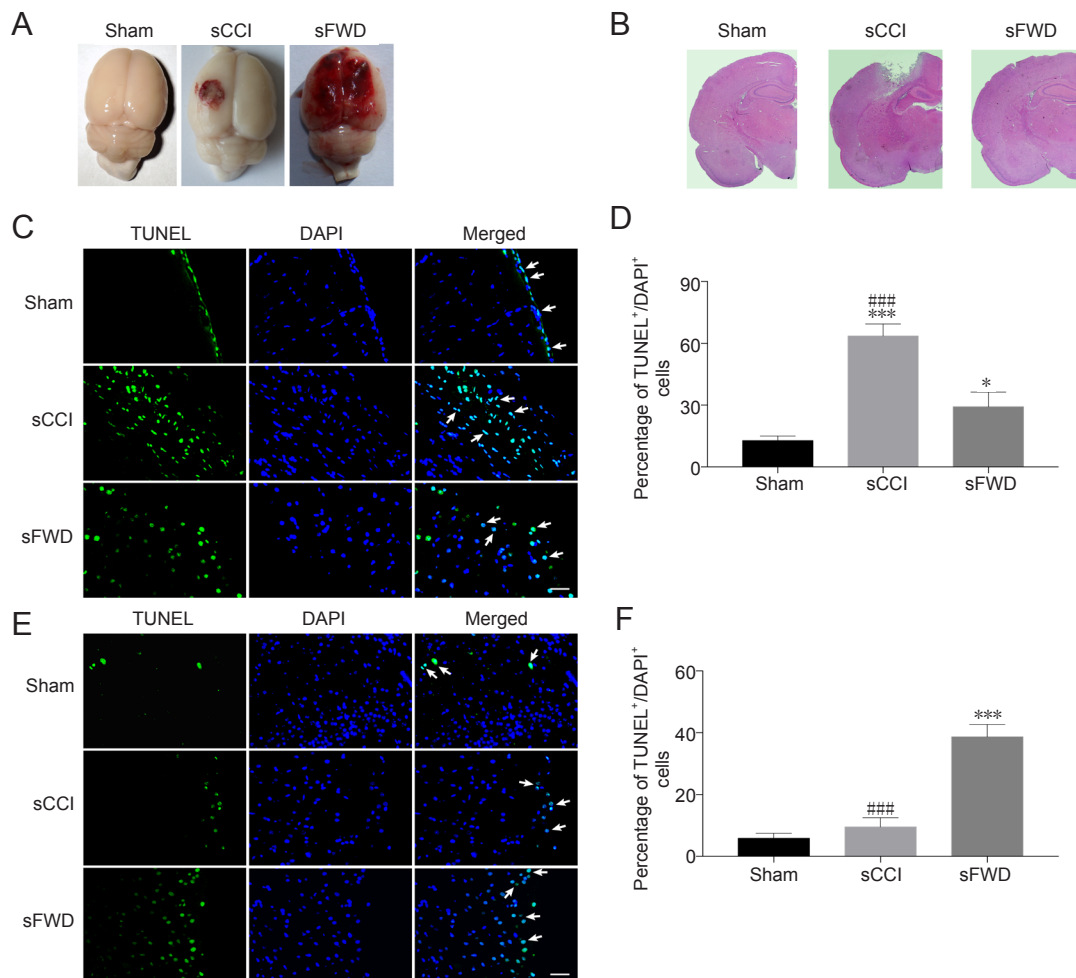 A
Sham sCCI sFWD
B
Sham sCCI sFWD
C
TUNEL DAPI Merged
Sham
sCCI
sFWD
D
Percentage of TUNEL⁺/DAPI⁺
cells
90
60
30
0
###
***
*
Sham sCCI sFWD
E
TUNEL DAPI Merged
Sham
sCCI
sFWD
F
Percentage of TUNEL⁺/DAPI⁺
cells
60
40
20
0
###
***
Sham sCCI sFWD